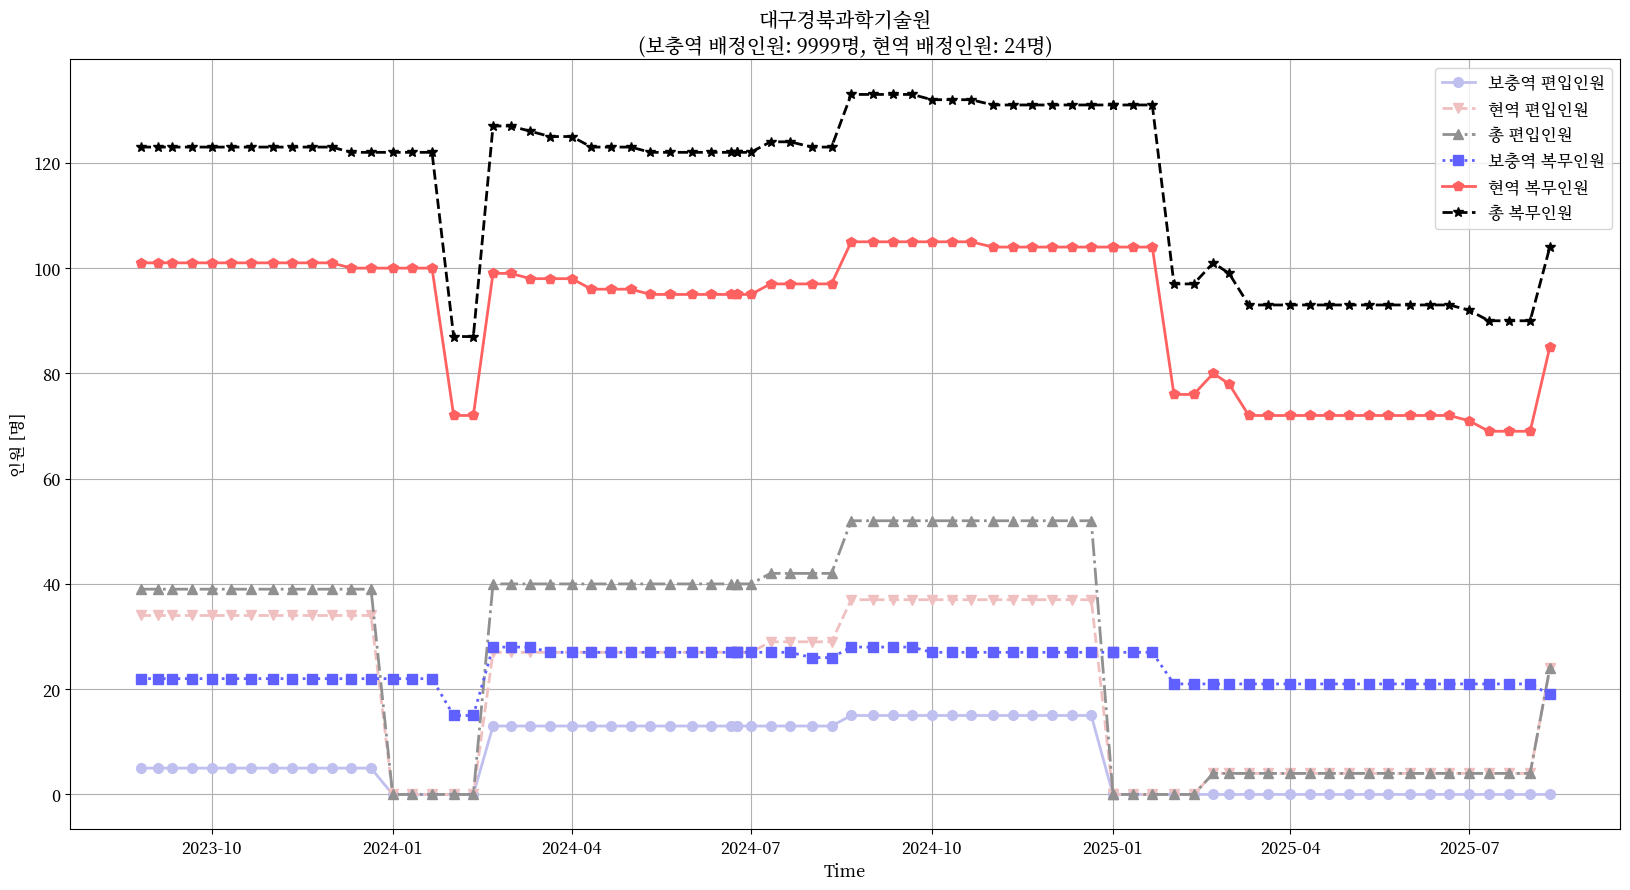 대구경북과학기술원
(보충역 배정인원: 9999명, 현역 배정인원: 24명)
보충역 편입인원
현역 편입인원
총 편입인원
보충역 복무인원
현역 복무인원
총 복무인원
인원 [명]
120
100
80
60
40
20
0
2023-10
2024-01
2024-04
2024-07
2024-10
2025-01
2025-04
2025-07
Time